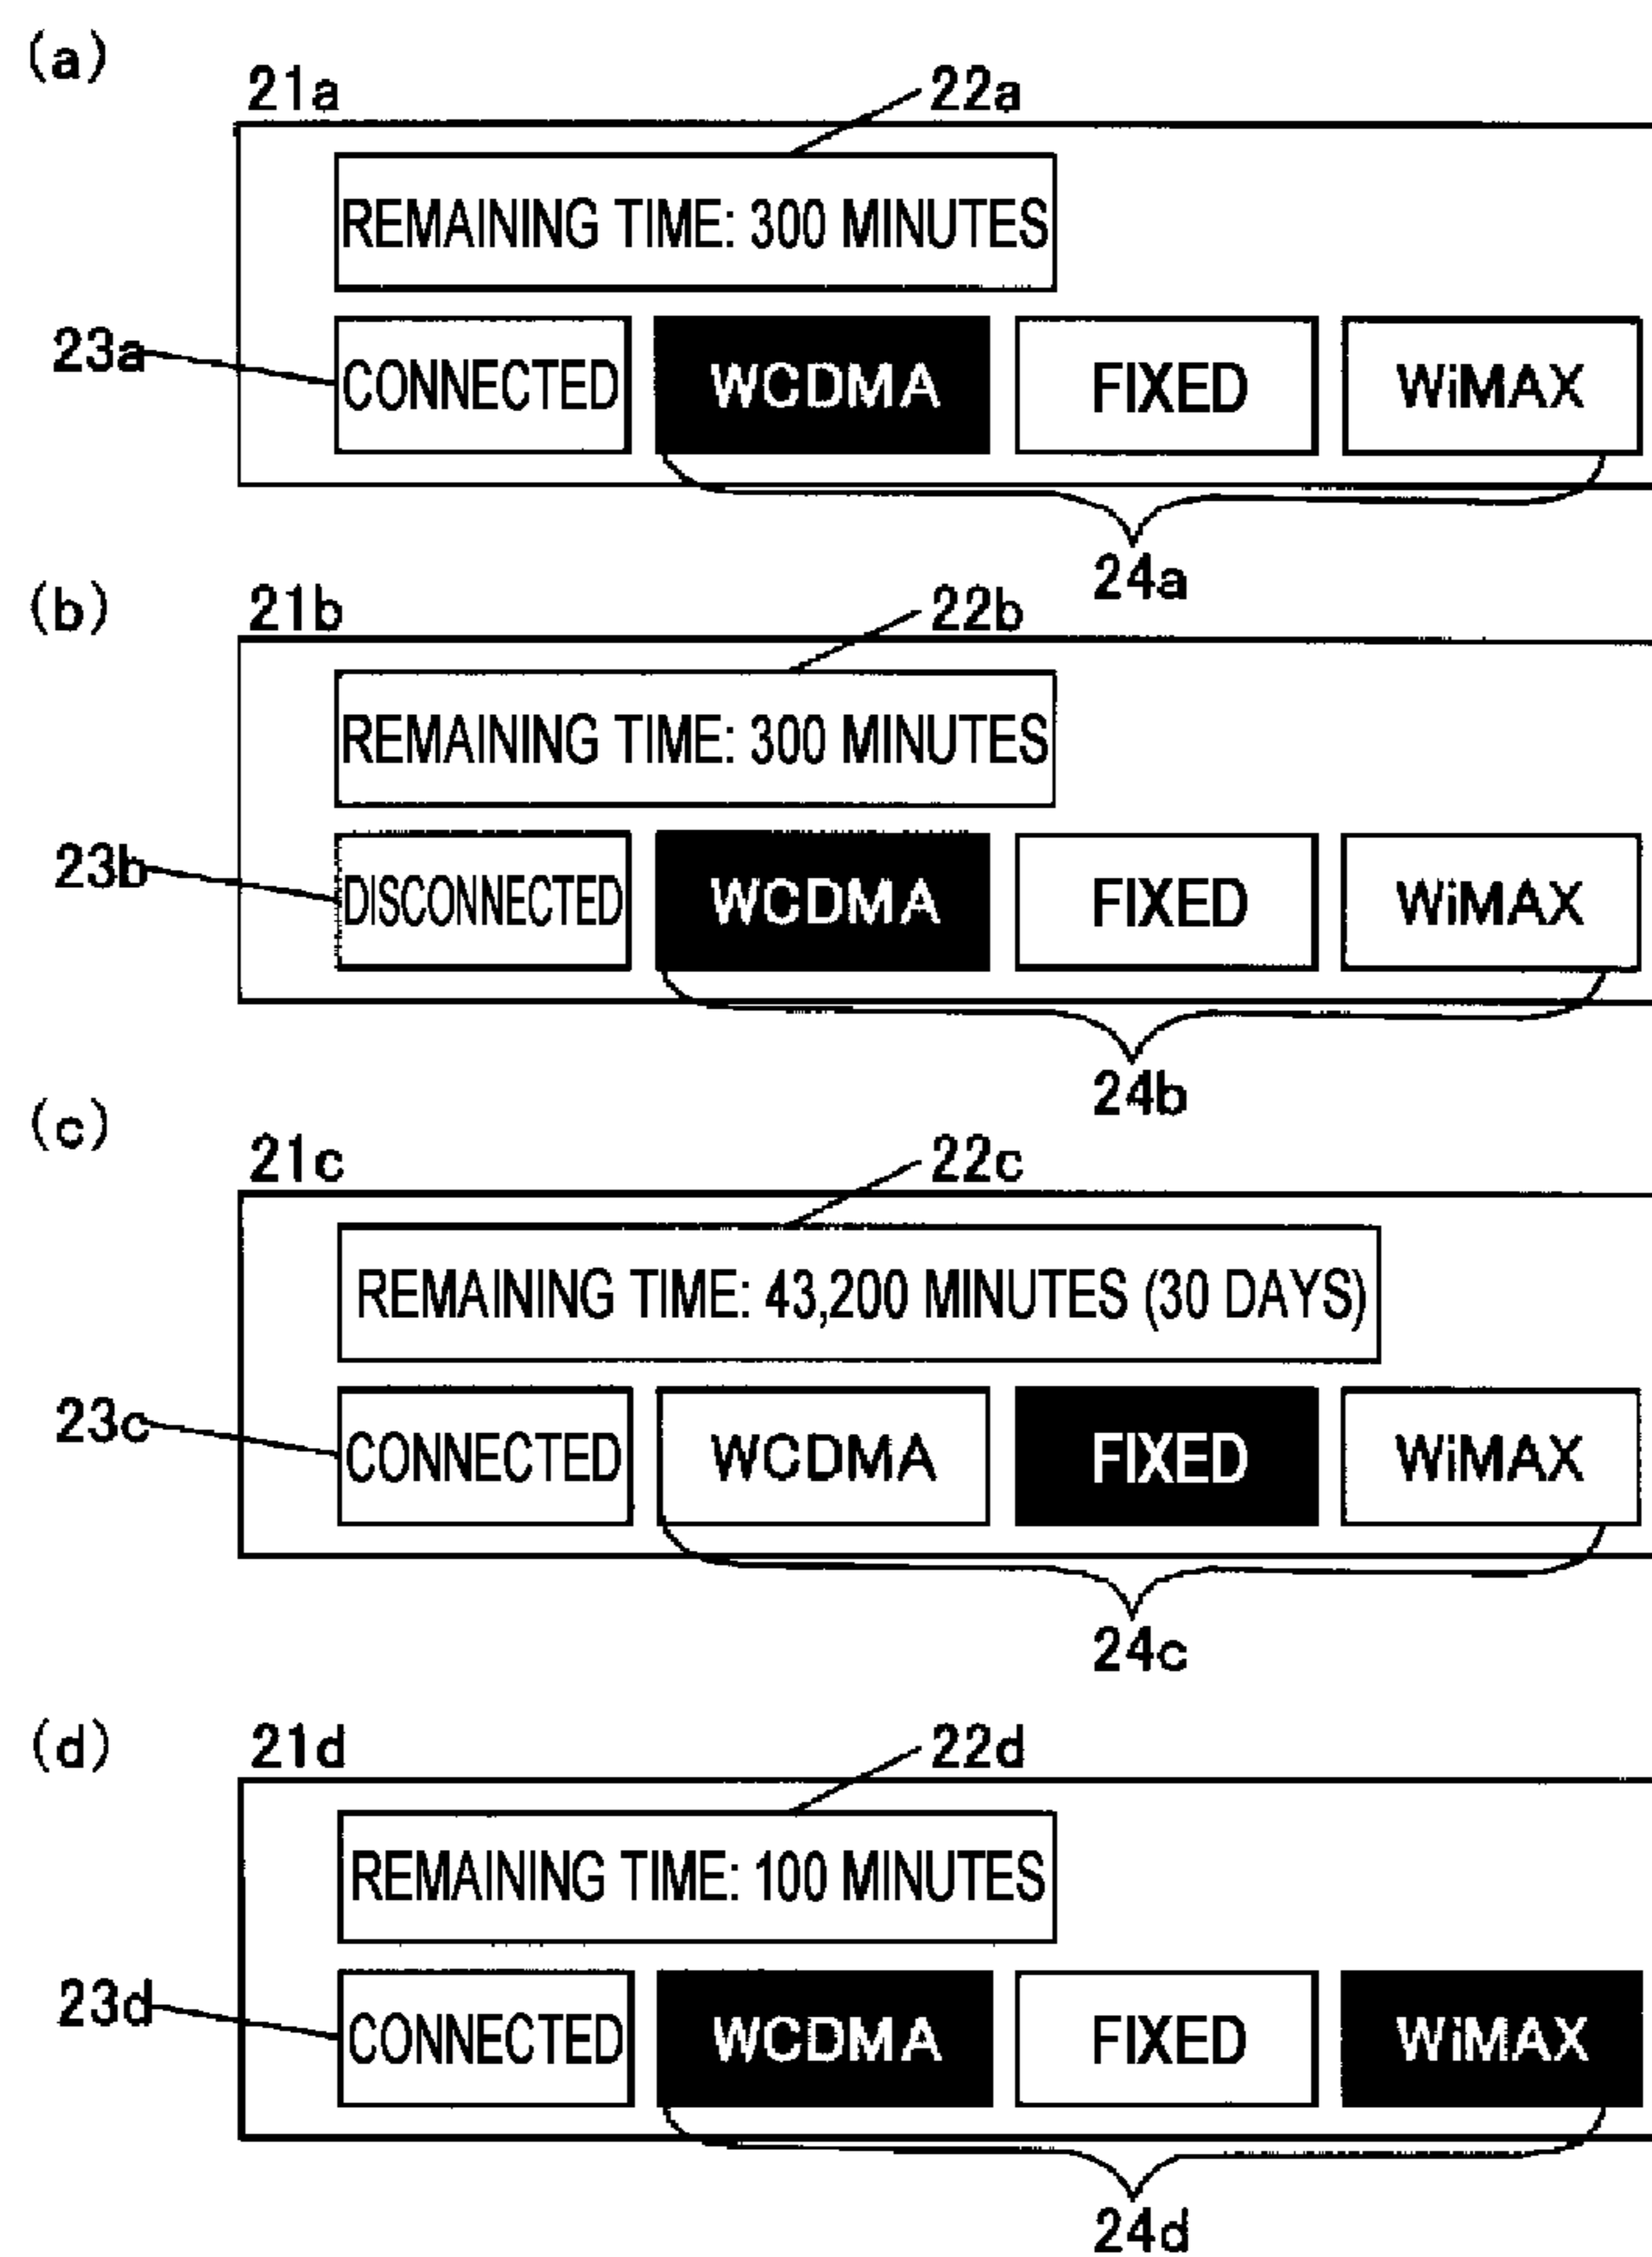 (a)
21a 22a
REMAINING TIME: 300 MINUTES
23a CONNECTED WCDMA FIXED WiMAX
24a
(b) 21b 22b
REMAINING TIME: 300 MINUTES
23b DISCONNECTED WCDMA FIXED WiMAX
24b
(c)
21c 22c
REMAINING TIME: 43,200 MINUTES (30 DAYS)
23c CONNECTED WCDMA FIXED WiMAX
24c
(d) 21d 22d
REMAINING TIME: 100 MINUTES
23d CONNECTED WCDMA FIXED WiMAX
24d